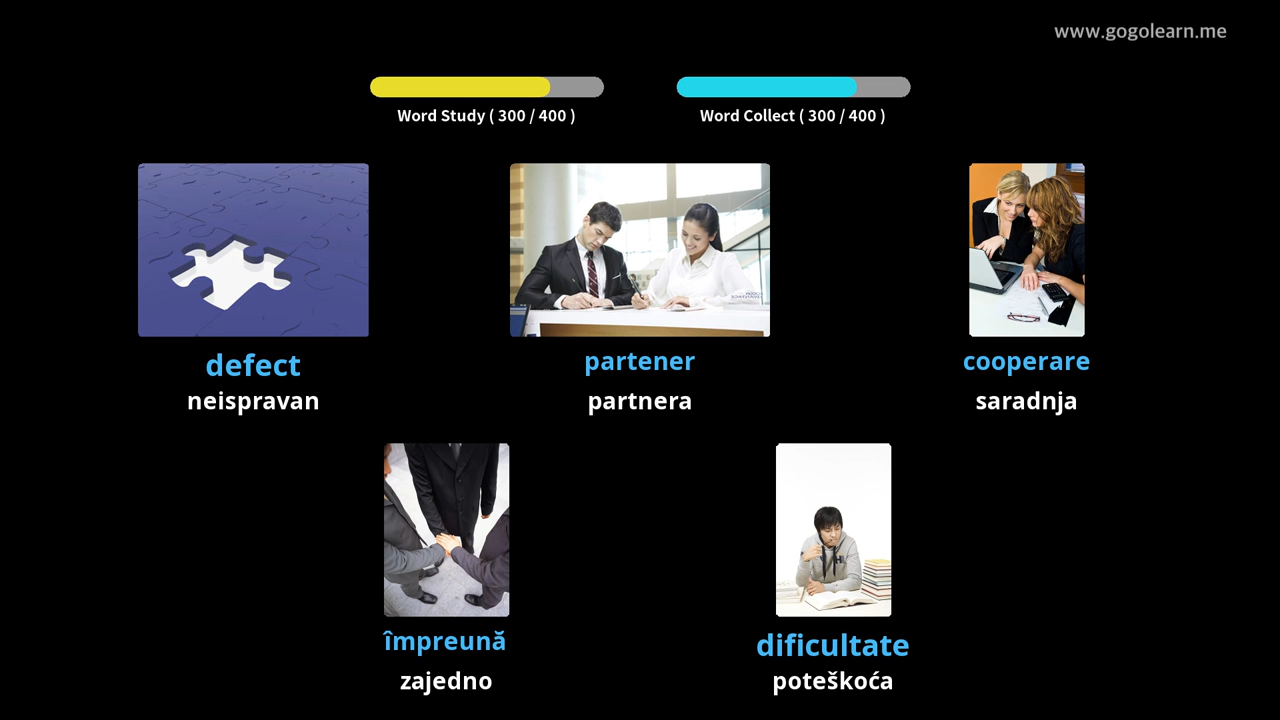 www.gogolearn.me
Word Study ( 300 / 400 )
Word Collect ( 300 / 400 )
defect
neispravan
partener
partnera
cooperare
saradnja
împreună
zajedno
dificultate
poteškoća